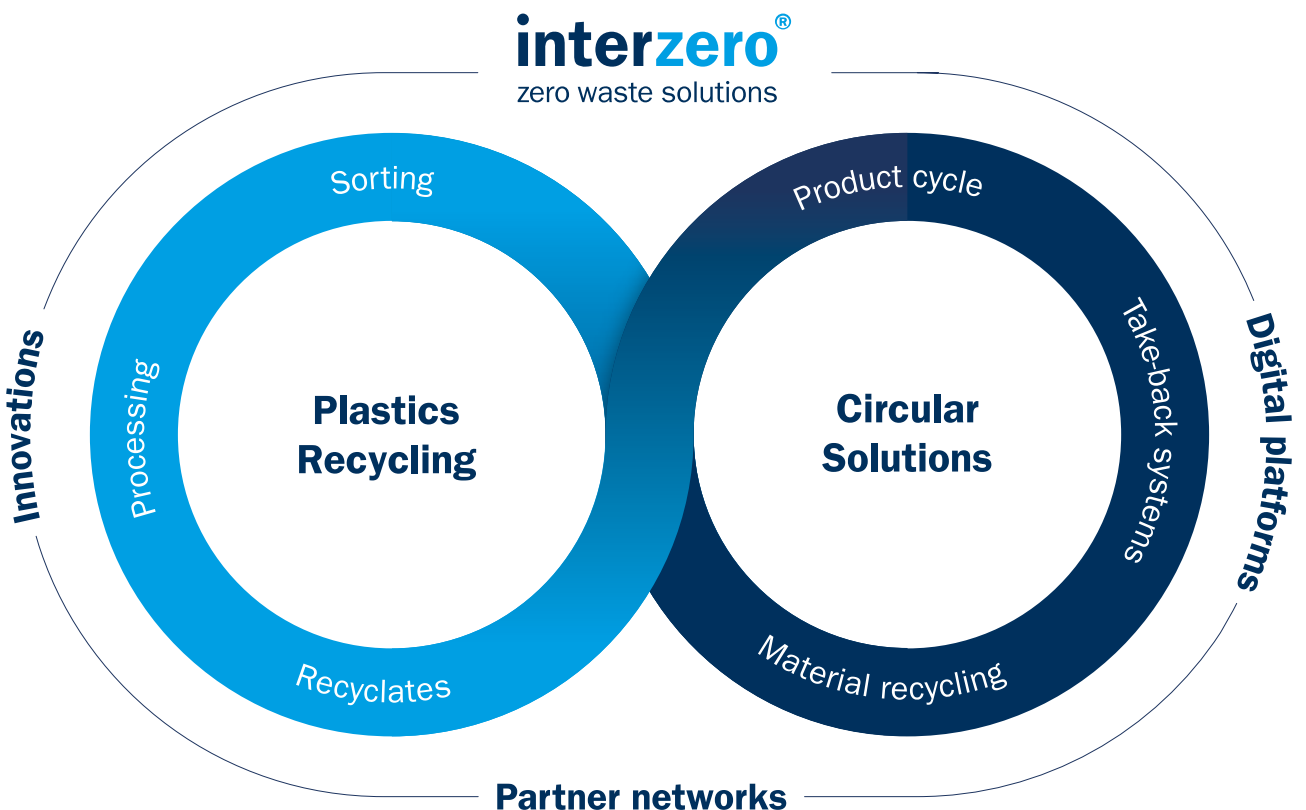 interzero®
zero waste solutions
Sorting
Processing
Recyclates
Plastics
Recycling
Product cycle
Take-back systems
Material recycling
Circular
Solutions
Innovations
Digital platforms
Partner networks